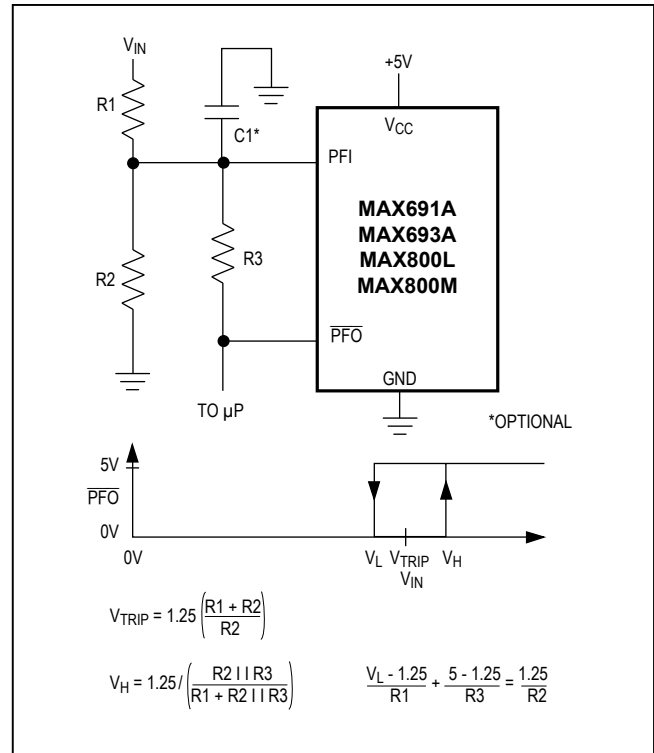 V_IN
R1
C1*
+5V
V_CC
PFI
MAX691A
MAX693A
MAX800L
MAX800M
R2
R3
P̅F̅O̅
GND
TO µP
*OPTIONAL
5V
P̅F̅O̅
0V
0V
V_L V_TRIP V_H
V_IN
V_TRIP = 1.25 ((R1 + R2)/R2)
V_H = 1.25/((R2 I I R3)/(R1 + R2 I I R3))
(V_L - 1.25)/R1 + (5 - 1.25)/R3 = 1.25/R2